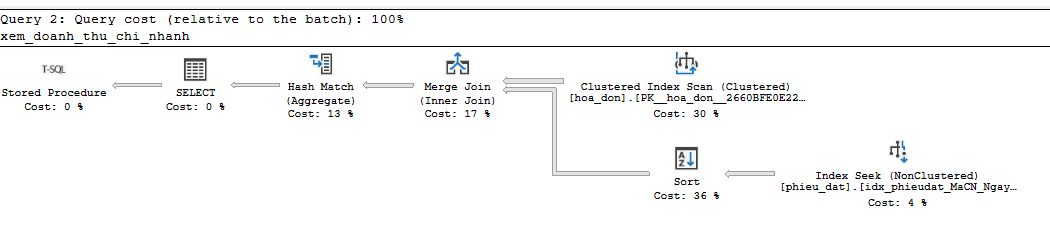 Query 2: Query cost (relative to the batch): 100%
xem_doanh_thu_chi_nhanh
T-SQL
Stored Procedure
Cost: 0 %
SELECT
Cost: 0 %
Hash Match
(Aggregate)
Cost: 13 %
Merge Join
(Inner Join)
Cost: 17 %
Clustered Index Scan (Clustered)
[hoa_don].[PK__hoa_don__2660BFE0E22…
Cost: 30 %
Sort
Cost: 36 %
Index Seek (NonClustered)
[phieu_dat].[idx_phieudat_MaCN_Ngay…
Cost: 4 %